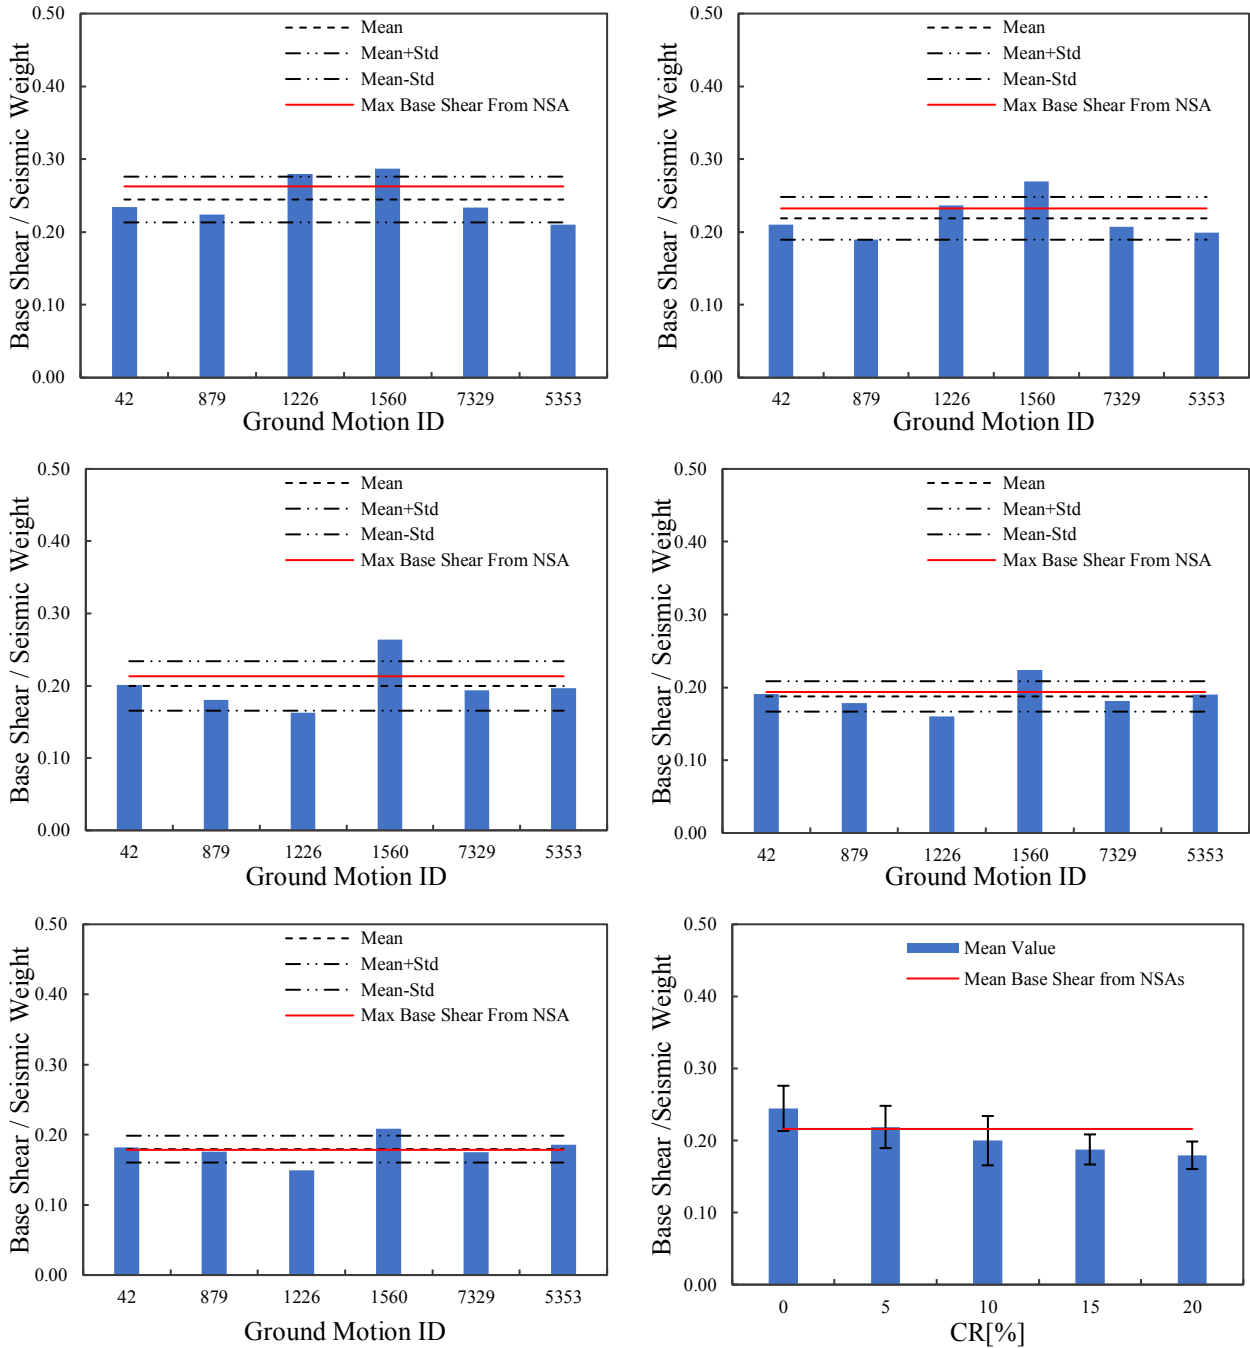 0.50
0.40
0.30
0.20
0.10
0.00
Base Shear / Seismic Weight
Mean
Mean+Std
Mean-Std
Max Base Shear From NSA
42 879 1226 1560 7329 5353
Ground Motion ID
0.50
0.40
0.30
0.20
0.10
0.00
Base Shear / Seismic Weight
Mean
Mean+Std
Mean-Std
Max Base Shear From NSA
42 879 1226 1560 7329 5353
Ground Motion ID
0.50
0.40
0.30
0.20
0.10
0.00
Base Shear / Seismic Weight
Mean
Mean+Std
Mean-Std
Max Base Shear From NSA
42 879 1226 1560 7329 5353
Ground Motion ID
0.50
0.40
0.30
0.20
0.10
0.00
Base Shear / Seismic Weight
Mean
Mean+Std
Mean-Std
Max Base Shear From NSA
42 879 1226 1560 7329 5353
Ground Motion ID
0.50
0.40
0.30
0.20
0.10
0.00
Base Shear / Seismic Weight
Mean
Mean+Std
Mean-Std
Max Base Shear From NSA
42 879 1226 1560 7329 5353
Ground Motion ID
0.50
0.40
0.30
0.20
0.10
0.00
Base Shear /Seismic Weight
Mean Value
Mean Base Shear from NSAs
0 5 10 15 20
CR[%]